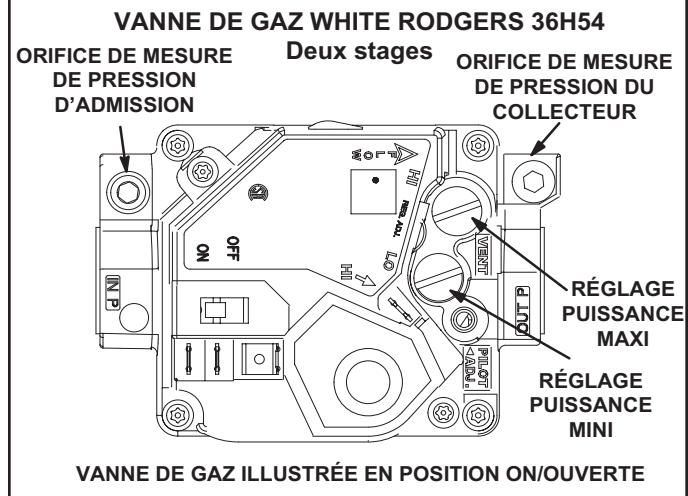 VANNE DE GAZ WHITE RODGERS 36H54
Deux stages
ORIFICE DE MESURE
DE PRESSION
D’ADMISSION
ORIFICE DE MESURE
DE PRESSION DU
COLLECTEUR
FLOW
HI
REG. ADJ.
LO
HI
VENT
ON
OFF
IN P
OUT P
PILOT
ADJ.
RÉGLAGE
PUISSANCE
MAXI
RÉGLAGE
PUISSANCE
MINI
VANNE DE GAZ ILLUSTRÉE EN POSITION ON/OUVERTE